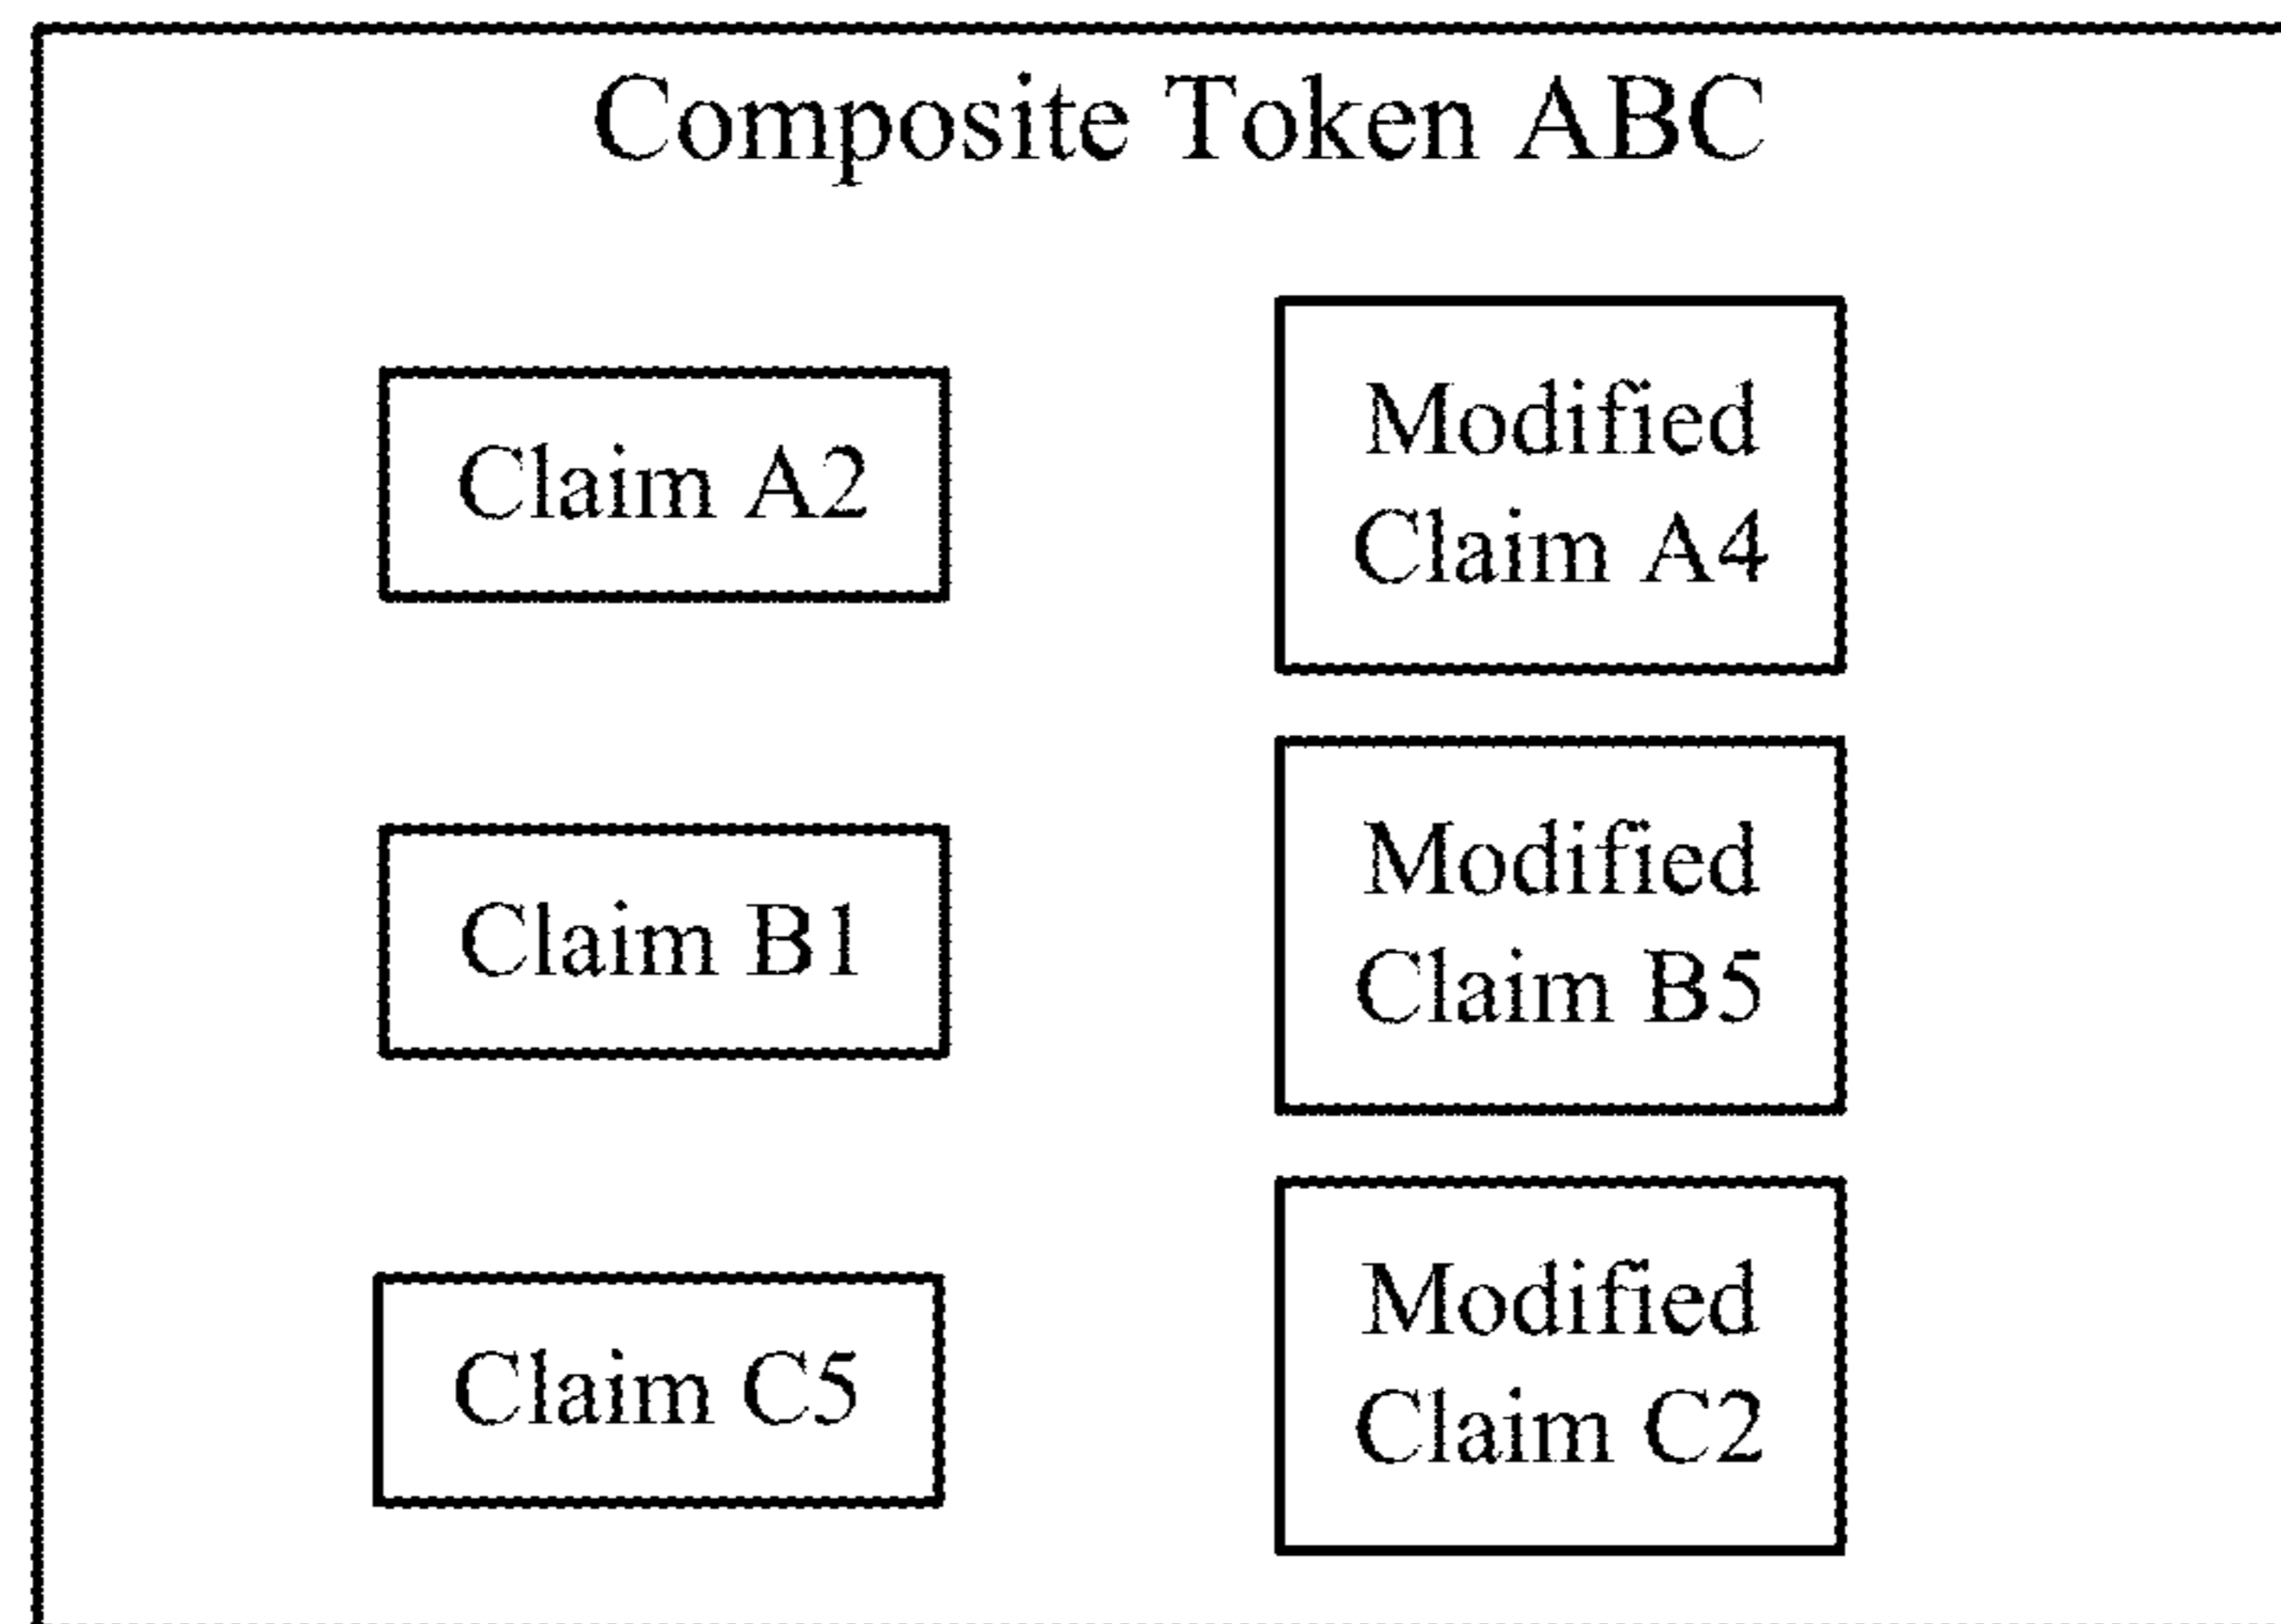 Composite Token ABC
Claim A2
Modified
Claim A4
Claim B1
Modified
Claim B5
Claim C5
Modified
Claim C2